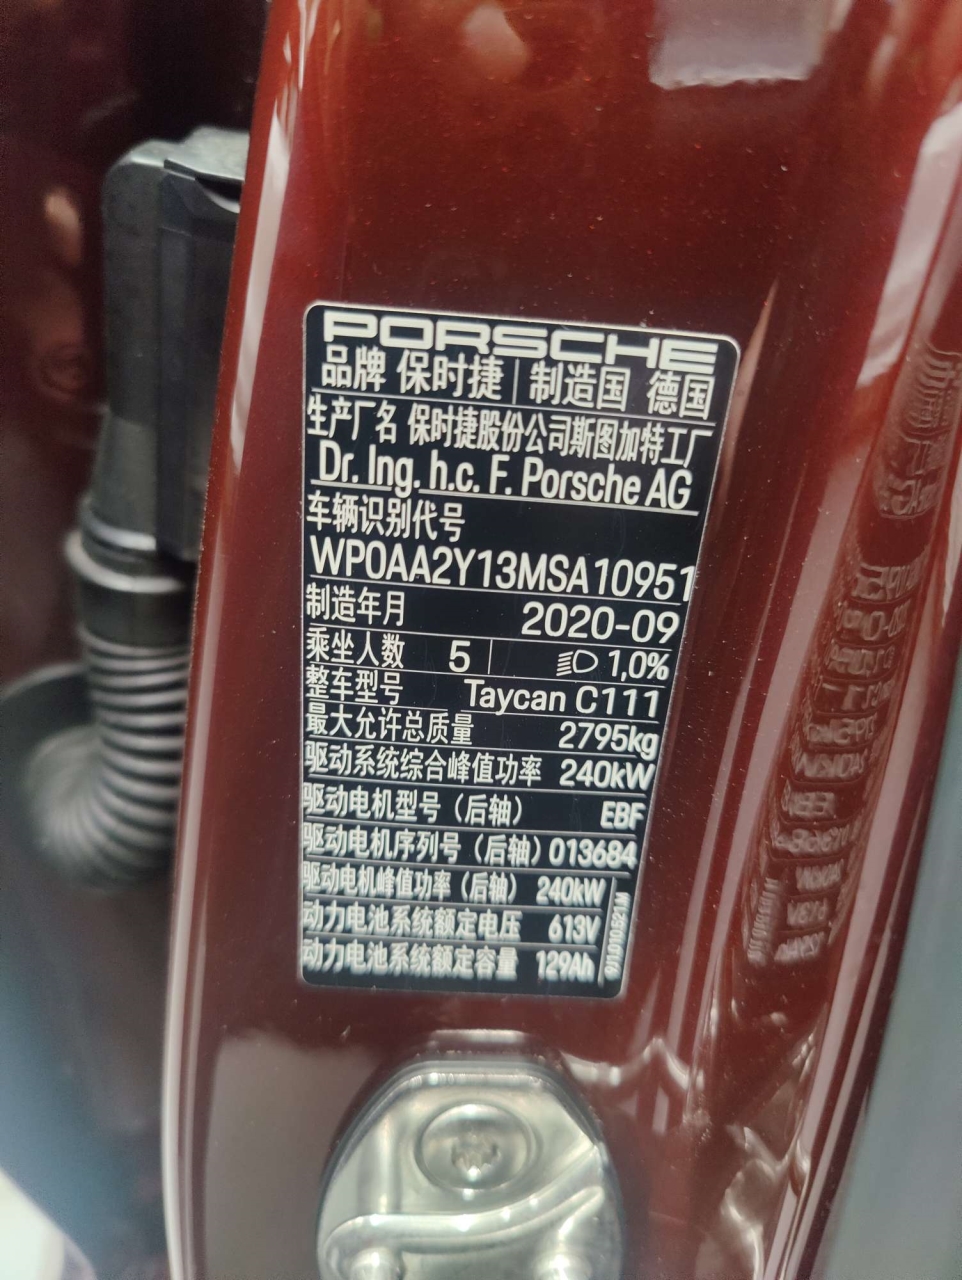 PORSCHE
品牌 保时捷 制造国 德国
生产厂名 保时捷股份公司斯图加特工厂
Dr. Ing. h.c. F. Porsche AG
车辆识别代号
WP0AA2Y13MSA10951
制造年月 2020-09
乘坐人数 5 1,0%
整车型号 Taycan C111
最大允许总质量 2795kg
驱动系统综合峰值功率 240kW
驱动电机型号（后轴） EBF
驱动电机序列号（后轴） 013684
驱动电机峰值功率（后轴） 240kW
动力电池系统额定电压 613V
动力电池系统额定容量 129Ah